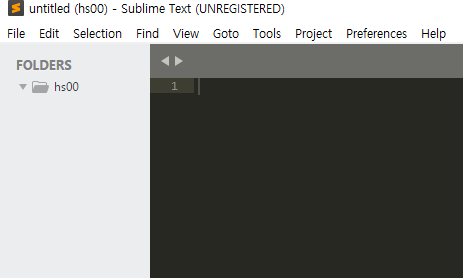 untitled (hs00) - Sublime Text (UNREGISTERED)
File Edit Selection Find View Goto Tools Project Preferences Help
FOLDERS
hs00
1